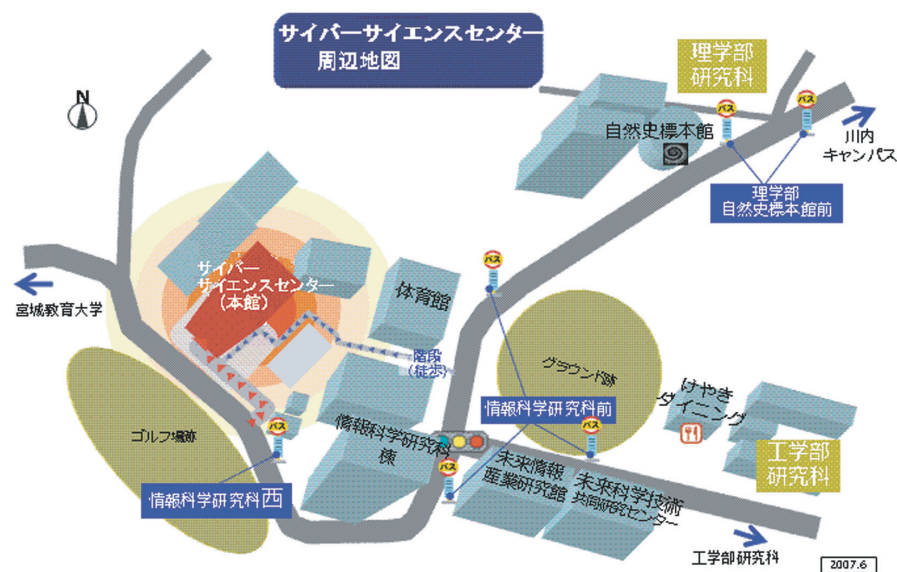 サイバーサイエンスセンター
周辺地図
N
理学部
研究科
バス
バス
自然史標本館
川内
キャンパス
理学部
自然史標本館前
サイバー
サイエンスセンター
(本館)
バス
体育館
宮城教育大学
階段
(徒歩)
グラウンド跡
けやき
ダイニング
ゴルフ場跡
バス
情報科学研究科
棟
情報科学研究科前
バス
バス
未来情報
産業研究館
未来科学技術
共同研究センター
工学部
研究科
情報科学研究科西
工学部研究科
2007.6